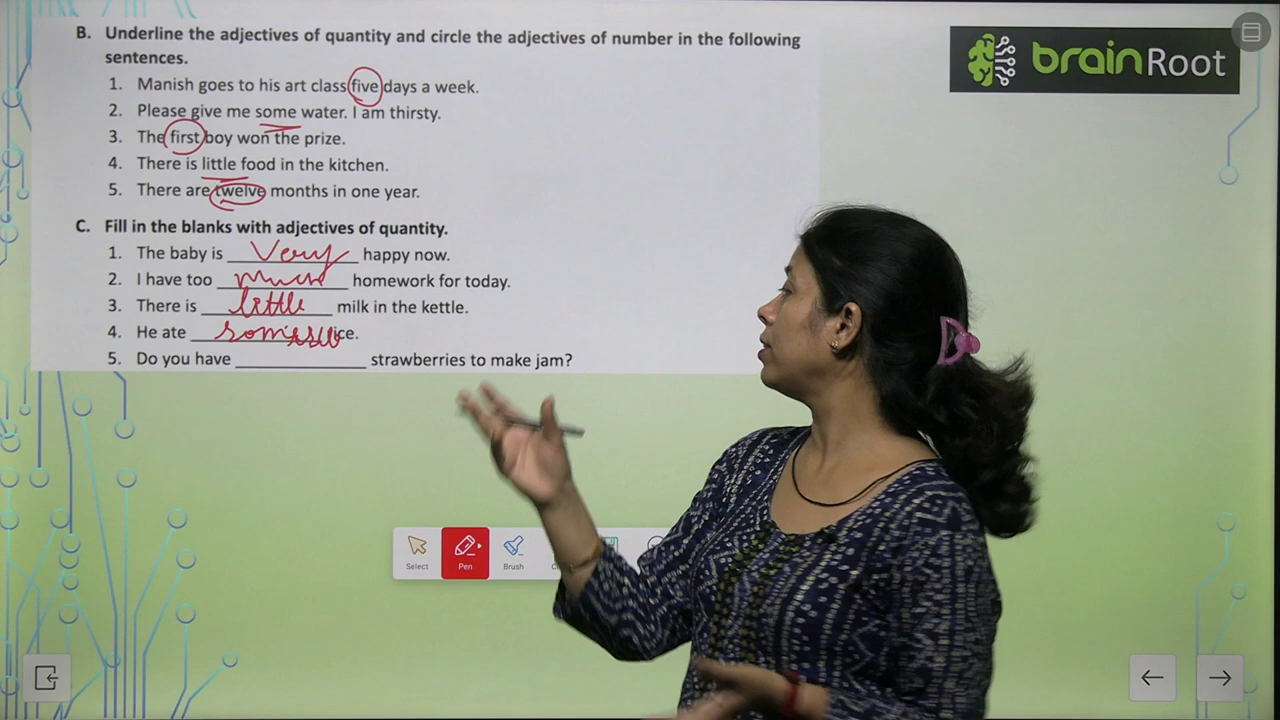 B. Underline the adjectives of quantity and circle the adjectives of number in the following
sentences.
1. Manish goes to his art class five days a week.
2. Please give me some water. I am thirsty.
3. The first boy won the prize.
4. There is little food in the kitchen.
5. There are twelve months in one year.
C. Fill in the blanks with adjectives of quantity.
1. The baby is Very happy now.
2. I have too much homework for today.
3. There is little milk in the kettle.
4. He ate ice.
5. Do you have ____________ strawberries to make jam?
brainRoot
Select
Pen
Brush